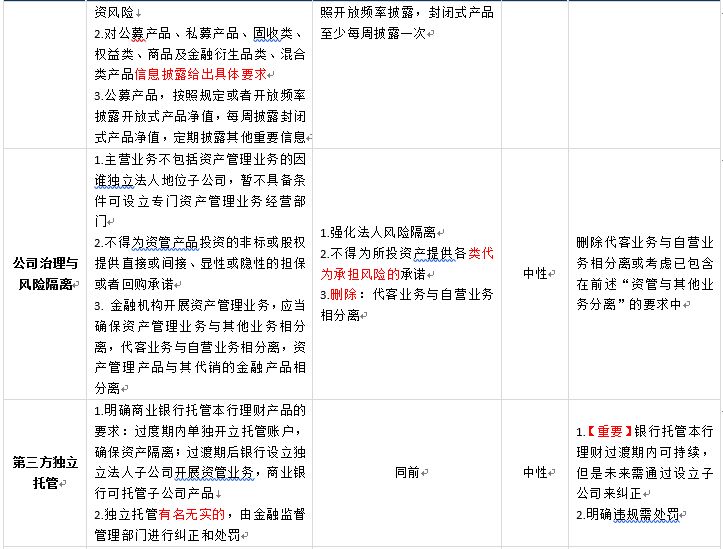 资风险
2.对公募产品、私募产品、固收类、
权益类、商品及金融衍生品类、混合
类产品信息披露给出具体要求
3.公募产品，按照规定或者开放频率
披露开放式产品净值，每周披露封闭
式产品净值，定期披露其他重要信息
照开放频率披露，封闭式产品
至少每周披露一次
公司治理与
风险隔离
1.主营业务不包括资产管理业务的因
谁独立法人地位子公司，暂不具备条
件可设立专门资产管理业务经营部
门
2.不得为资管产品投资的非标或股权
提供直接或间接、显性或隐性的担保
或者回购承诺
3. 金融机构开展资产管理业务，应当
确保资产管理业务与其他业务相分
离，代客业务与自营业务相分离，资
产管理产品与其代销的金融产品相
分离
1.强化法人风险隔离
2.不得为所投资产提供各类代
为承担风险的承诺
3.删除：代客业务与自营业务
相分离
中性
删除代客业务与自营业
务相分离或考虑已包含
在前述“资管与其他业
务分离”的要求中
第三方独立
托管
1.明确商业银行托管本行理财产品的
要求：过度期内单独开立托管账户，
确保资产隔离；过渡期后银行设立独
立法人子公司开展资管业务，商业银
行可托管子公司产品
2.独立托管有名无实的，由金融监督
管理部门进行纠正和处罚
同前
中性
1.【重要】银行托管本行
理财过渡期内可持续，
但是未来需通过设立子
公司来纠正
2.明确违规需处罚